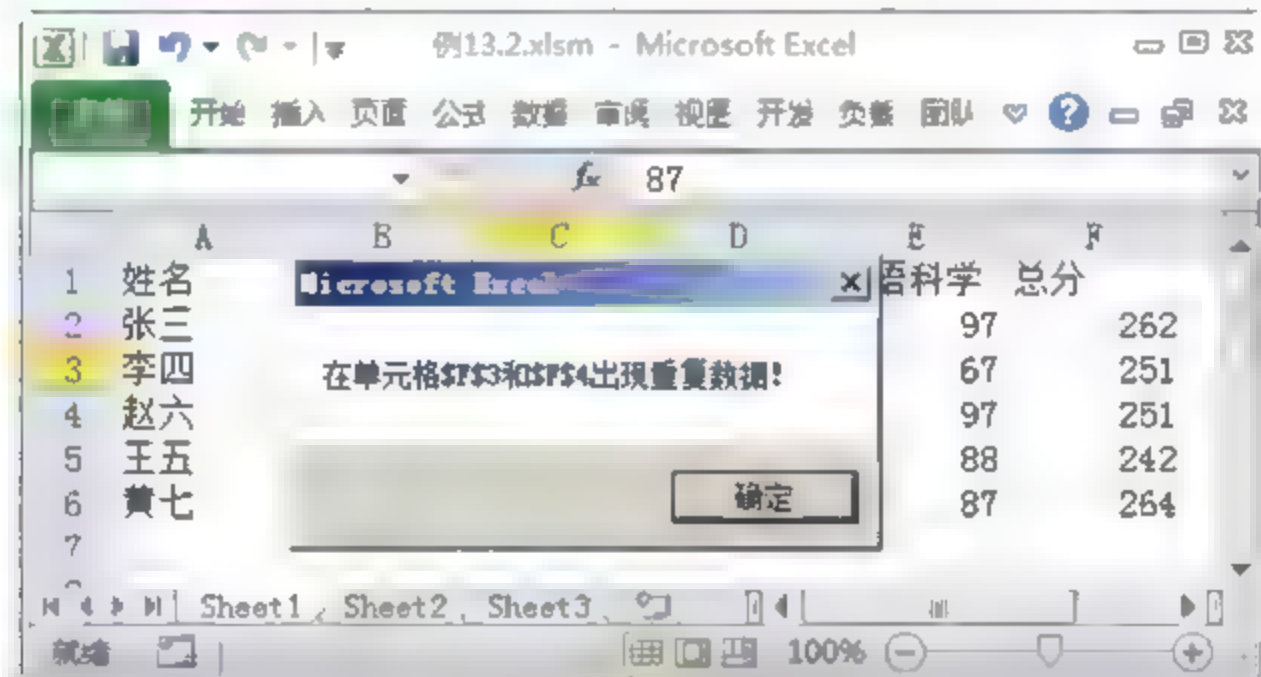 例13.2.xlsm - Microsoft Excel
开始 插入 页面 公式 数据 审阅 视图 开发 负载 团队
fx 87
A B C D E F
1 姓名 语科学 总分
2 张三 97 262
3 李四 67 251
4 赵六 97 251
5 王五 88 242
6 黄七 87 264
7
Microsoft Excel
在单元格$F$3和$F$4出现重复数据!
确定
Sheet1 Sheet2 Sheet3
就绪 100%